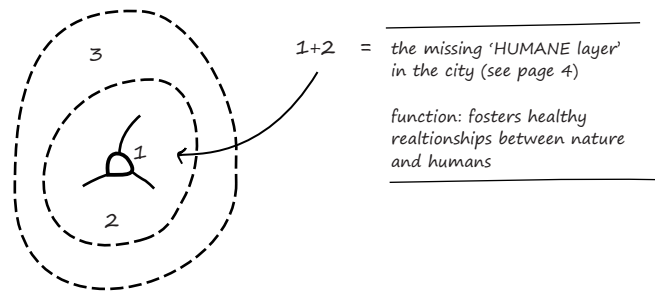 3
1+2 = the missing ‘HUMANE layer’
in the city (see page 4)
function: fosters healthy
realtionships between nature
and humans
1
2